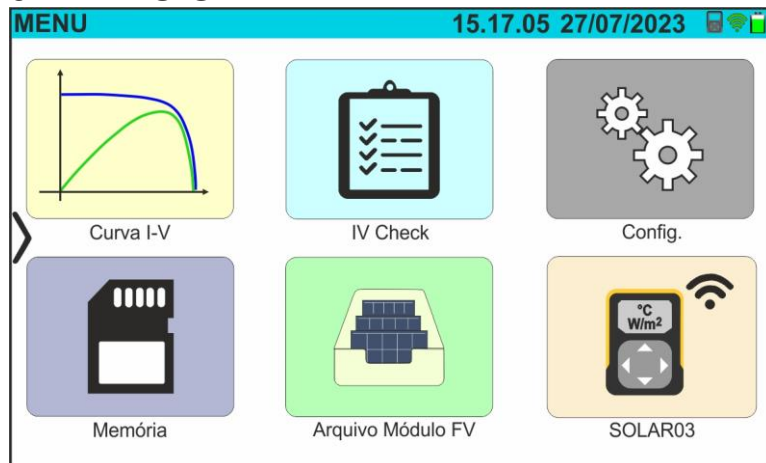 MENU 15.17.05 27/07/2023
Curva I-V IV Check Config.
°C
W/m²
Memória Arquivo Módulo FV SOLAR03